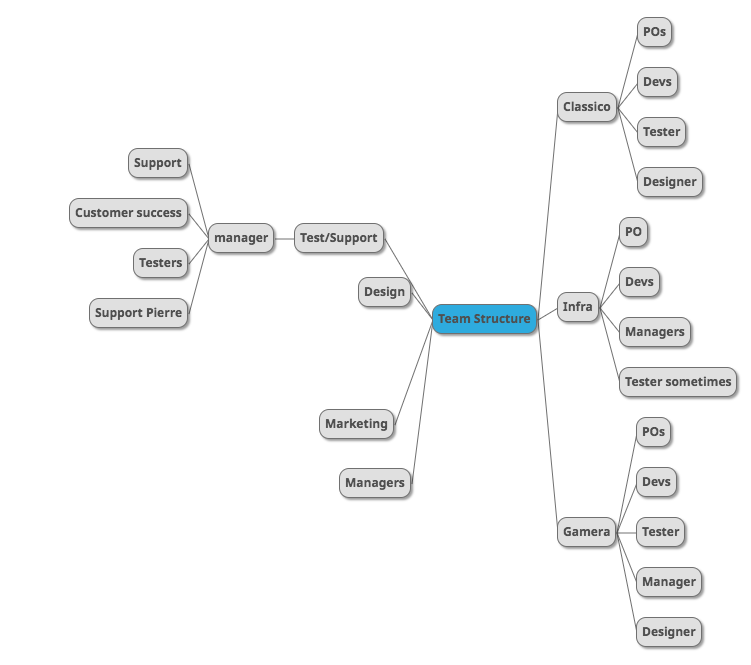 Team Structure
Classico
POs
Devs
Tester
Designer
Infra
PO
Devs
Managers
Tester sometimes
Gamera
POs
Devs
Tester
Manager
Designer
Test/Support
manager
Support
Customer success
Testers
Support Pierre
Design
Marketing
Managers